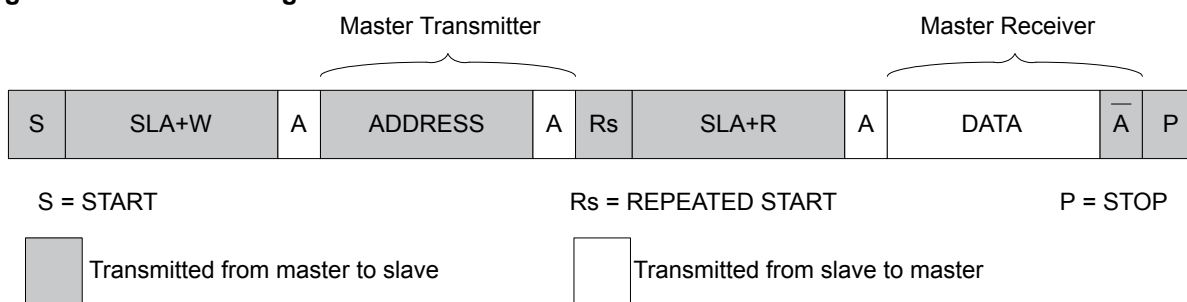 Master Transmitter Master Receiver
S SLA+W A ADDRESS A Rs SLA+R A DATA A̅ P
S = START Rs = REPEATED START P = STOP
Transmitted from master to slave Transmitted from slave to master